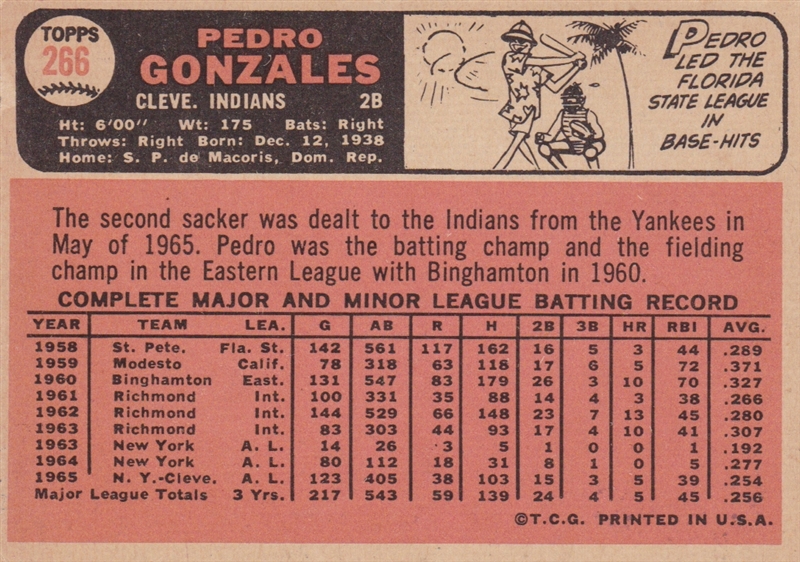 TOPPS
266
PEDRO
GONZALES
CLEVE. INDIANS 2B
Ht: 6'00" Wt: 175 Bats: Right
Throws: Right Born: Dec. 12, 1938
Home: S. P. de Macoris, Dom. Rep.
PEDRO
LED THE
FLORIDA
STATE LEAGUE
IN
BASE-HITS
The second sacker was dealt to the Indians from the Yankees in
May of 1965. Pedro was the batting champ and the fielding
champ in the Eastern League with Binghamton in 1960.
COMPLETE MAJOR AND MINOR LEAGUE BATTING RECORD
YEAR TEAM LEA. G AB R H 2B 3B HR RBI AVG.
1958 St. Pete. Fla. St. 142 561 117 162 16 5 3 44 .289
1959 Modesto Calif. 78 318 63 118 17 6 5 72 .371
1960 Binghamton East. 131 547 83 179 26 3 10 70 .327
1961 Richmond Int. 100 331 35 88 14 4 3 38 .266
1962 Richmond Int. 144 529 66 148 23 7 13 45 .280
1963 Richmond Int. 83 303 44 93 17 4 10 41 .307
1963 New York A. L. 14 26 3 5 1 0 0 1 .192
1964 New York A. L. 80 112 18 31 8 1 0 5 .277
1965 N. Y.-Cleve. A. L. 123 405 38 103 15 3 5 39 .254
Major League Totals 3 Yrs. 217 543 59 139 24 4 5 45 .256
©T.C.G. PRINTED IN U.S.A.